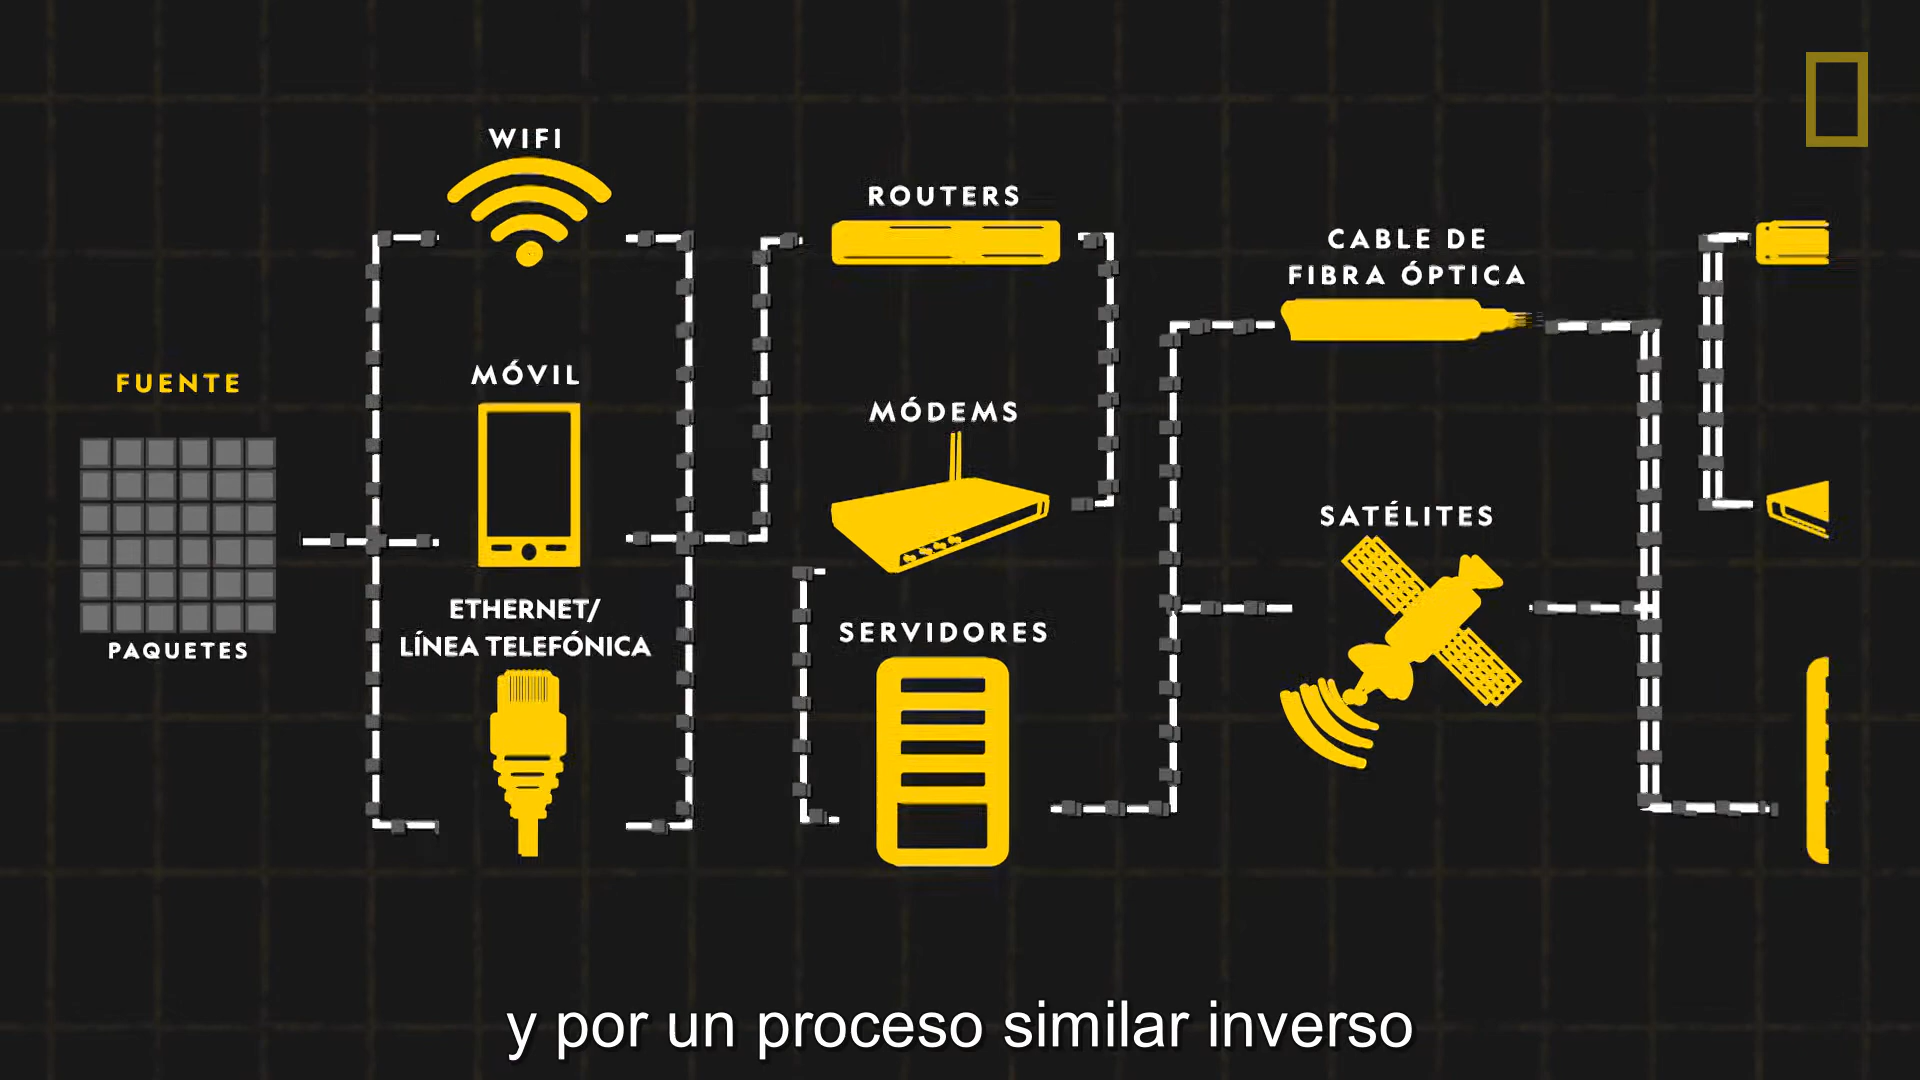 WIFI
ROUTERS
CABLE DE
FIBRA ÓPTICA
FUENTE
MÓVIL
MÓDEMS
SATÉLITES
ETHERNET/
LÍNEA TELEFÓNICA
SERVIDORES
PAQUETES
y por un proceso similar inverso